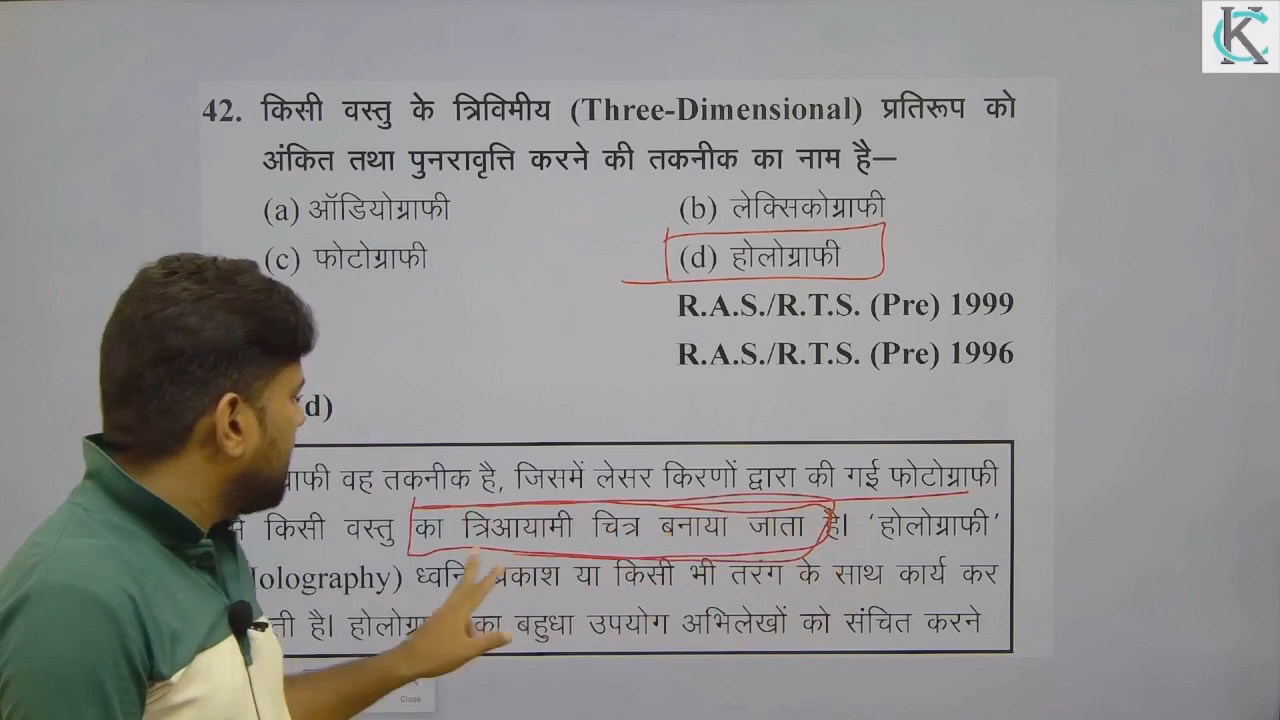 42. किसी वस्तु के त्रिविमीय (Three-Dimensional) प्रतिरूप को
अंकित तथा पुनरावृत्ति करने की तकनीक का नाम है—
(a) ऑडियोग्राफी (b) लेक्सिकोग्राफी
(c) फोटोग्राफी (d) होलोग्राफी
R.A.S./R.T.S. (Pre) 1999
R.A.S./R.T.S. (Pre) 1996
(d)
वह तकनीक है, जिसमें लेसर किरणों द्वारा की गई फोटोग्राफी
किसी वस्तु का त्रिआयामी चित्र बनाया जाता है। 'होलोग्राफी'
ध्वनि प्रकाश या किसी भी तरंग के साथ कार्य कर
है। का बहुधा उपयोग अभिलेखों को संचित करने
Close